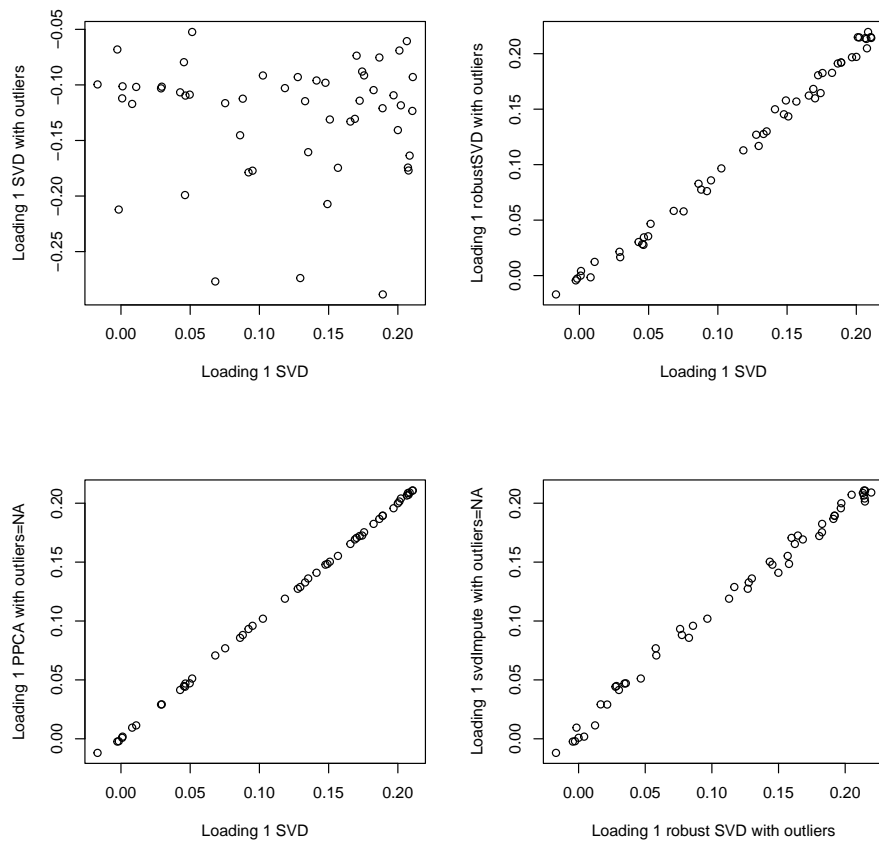 −0.05
−0.10
−0.15
−0.20
−0.25
Loading 1 SVD with outliers
0.00 0.05 0.10 0.15 0.20
Loading 1 SVD
0.20
0.15
0.10
0.05
0.00
Loading 1 robustSVD with outliers
0.00 0.05 0.10 0.15 0.20
Loading 1 SVD
0.20
0.15
0.10
0.05
0.00
Loading 1 PPCA with outliers=NA
0.00 0.05 0.10 0.15 0.20
Loading 1 SVD
0.20
0.15
0.10
0.05
0.00
Loading 1 svdImpute with outliers=NA
0.00 0.05 0.10 0.15 0.20
Loading 1 robust SVD with outliers